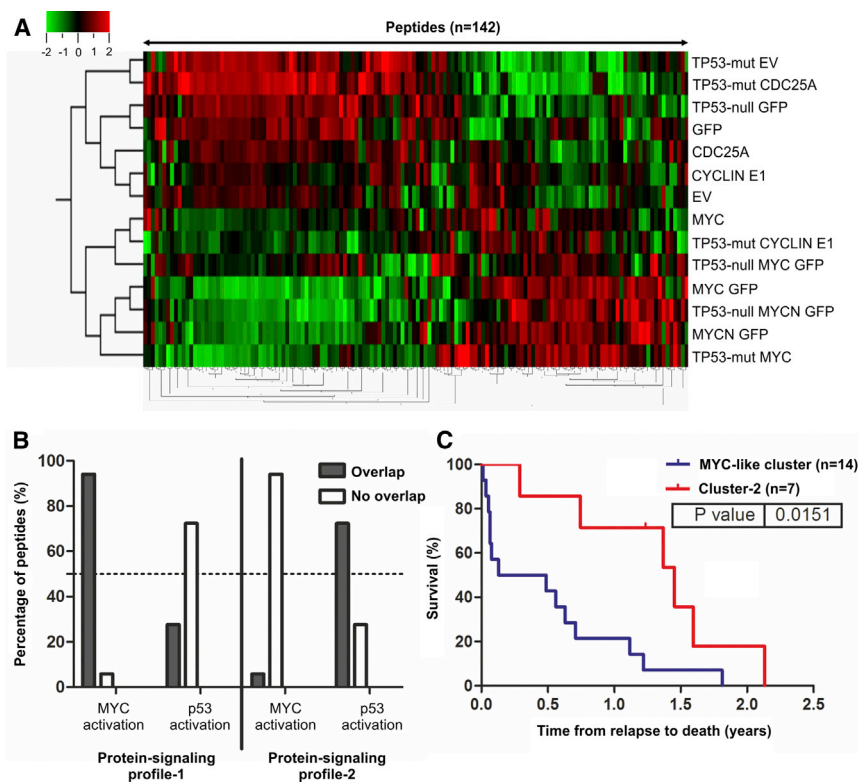 A
-2 -1 0 1 2
Peptides (n=142)
TP53-mut EV
TP53-mut CDC25A
TP53-null GFP
GFP
CDC25A
CYCLIN E1
EV
MYC
TP53-mut CYCLIN E1
TP53-null MYC GFP
MYC GFP
TP53-null MYCN GFP
MYCN GFP
TP53-mut MYC
B
Percentage of peptides (%)
100
80
60
40
20
0
Overlap
No overlap
MYC activation
p53 activation
MYC activation
p53 activation
Protein-signaling profile-1
Protein-signaling profile-2
C
Survival (%)
100
80
60
40
20
0
MYC-like cluster (n=14)
Cluster-2 (n=7)
P value 0.0151
0.0 0.5 1.0 1.5 2.0 2.5
Time from relapse to death (years)